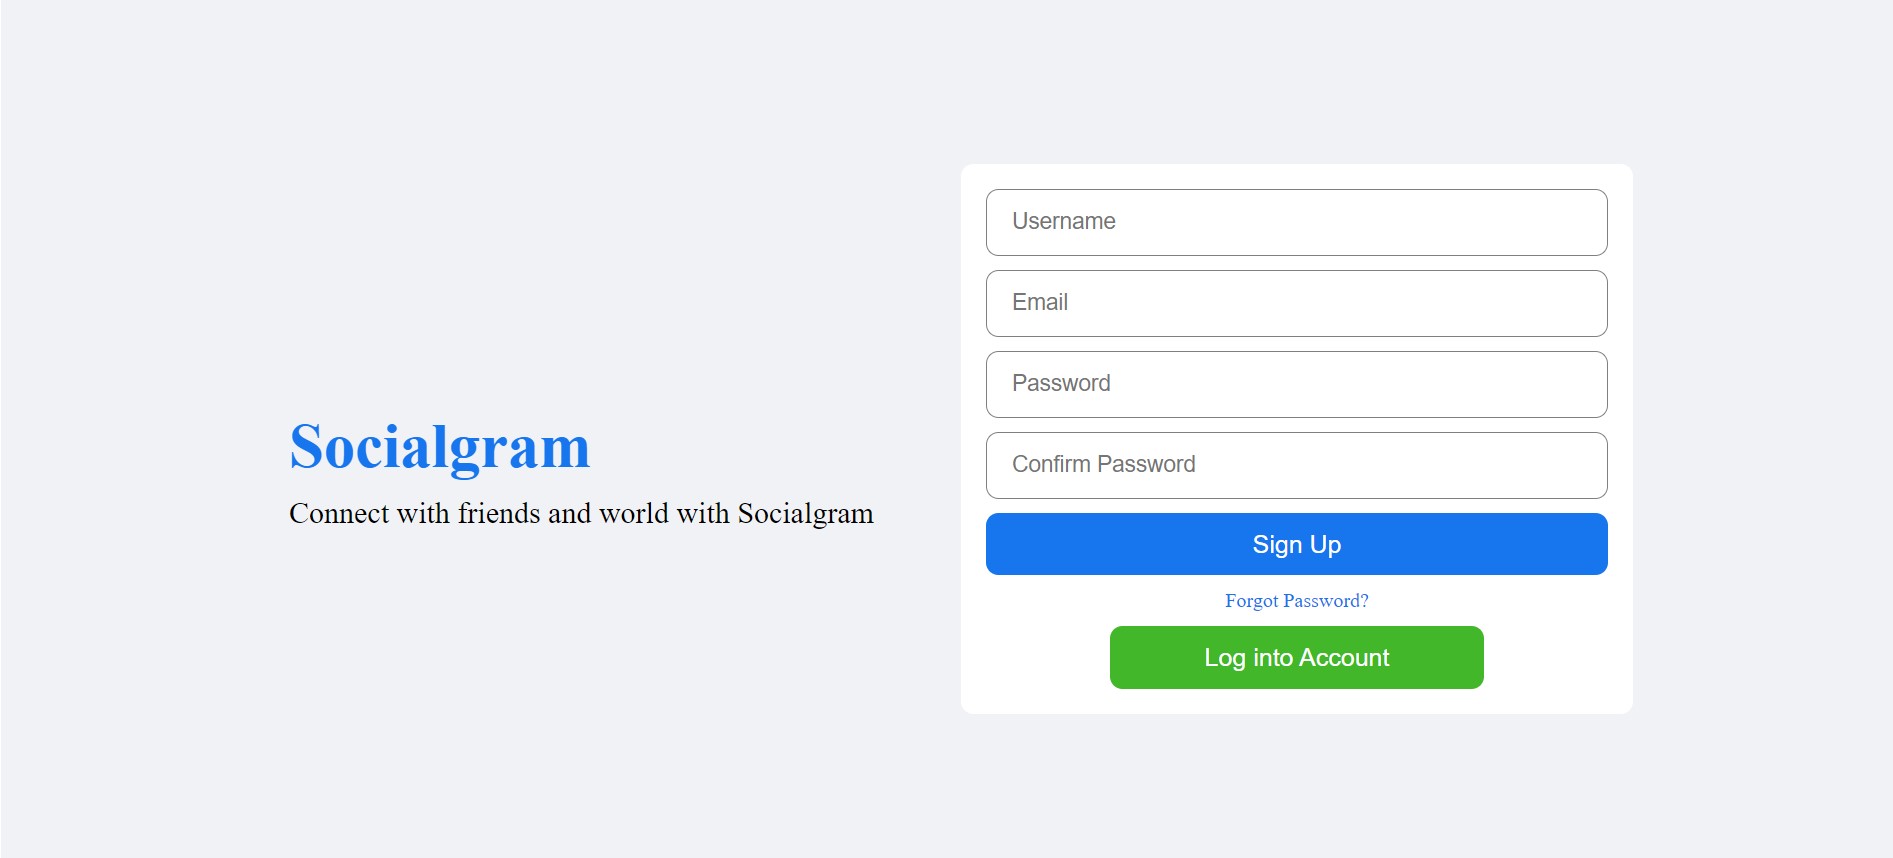 Socialgram
Connect with friends and world with Socialgram
Username
Email
Password
Confirm Password
Sign Up
Forgot Password?
Log into Account